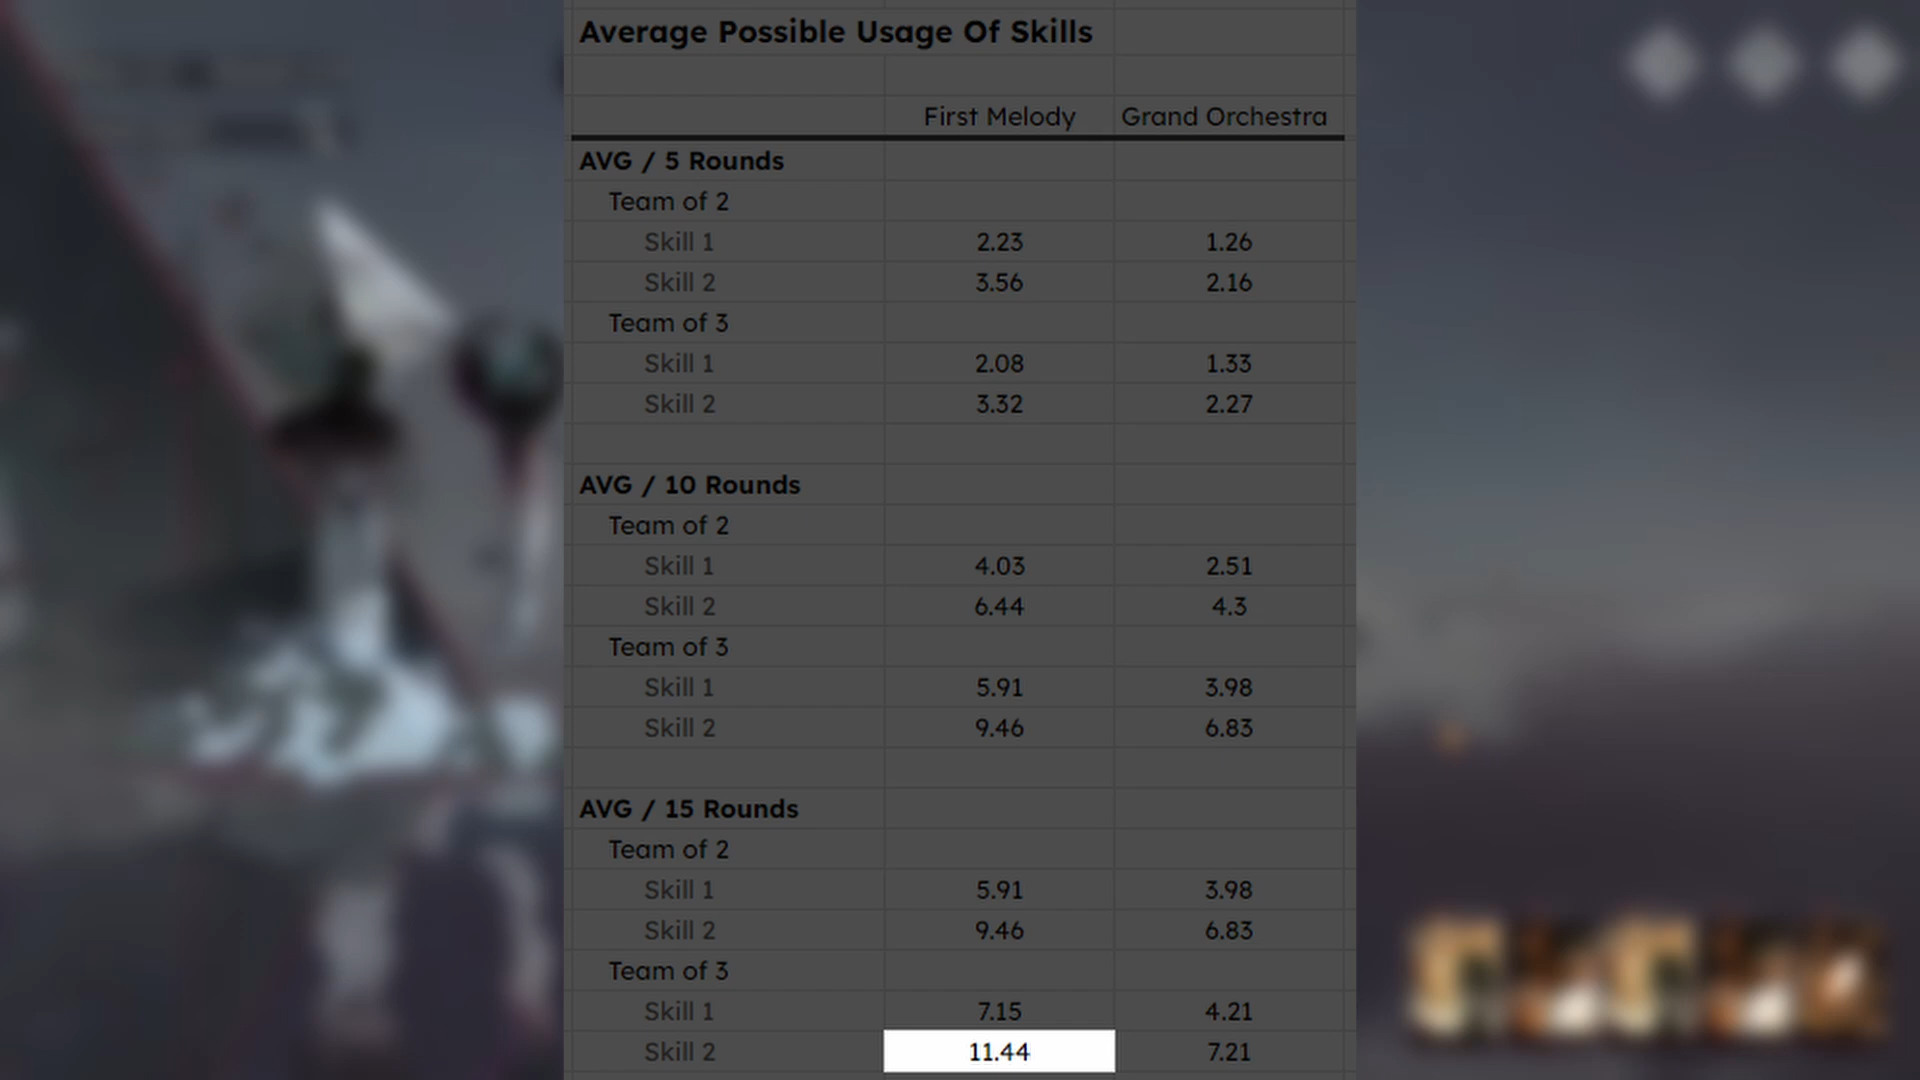 Average Possible Usage Of Skills
First Melody Grand Orchestra
AVG / 5 Rounds
Team of 2
Skill 1 2.23 1.26
Skill 2 3.56 2.16
Team of 3
Skill 1 2.08 1.33
Skill 2 3.32 2.27
AVG / 10 Rounds
Team of 2
Skill 1 4.03 2.51
Skill 2 6.44 4.3
Team of 3
Skill 1 5.91 3.98
Skill 2 9.46 6.83
AVG / 15 Rounds
Team of 2
Skill 1 5.91 3.98
Skill 2 9.46 6.83
Team of 3
Skill 1 7.15 4.21
Skill 2 11.44 7.21